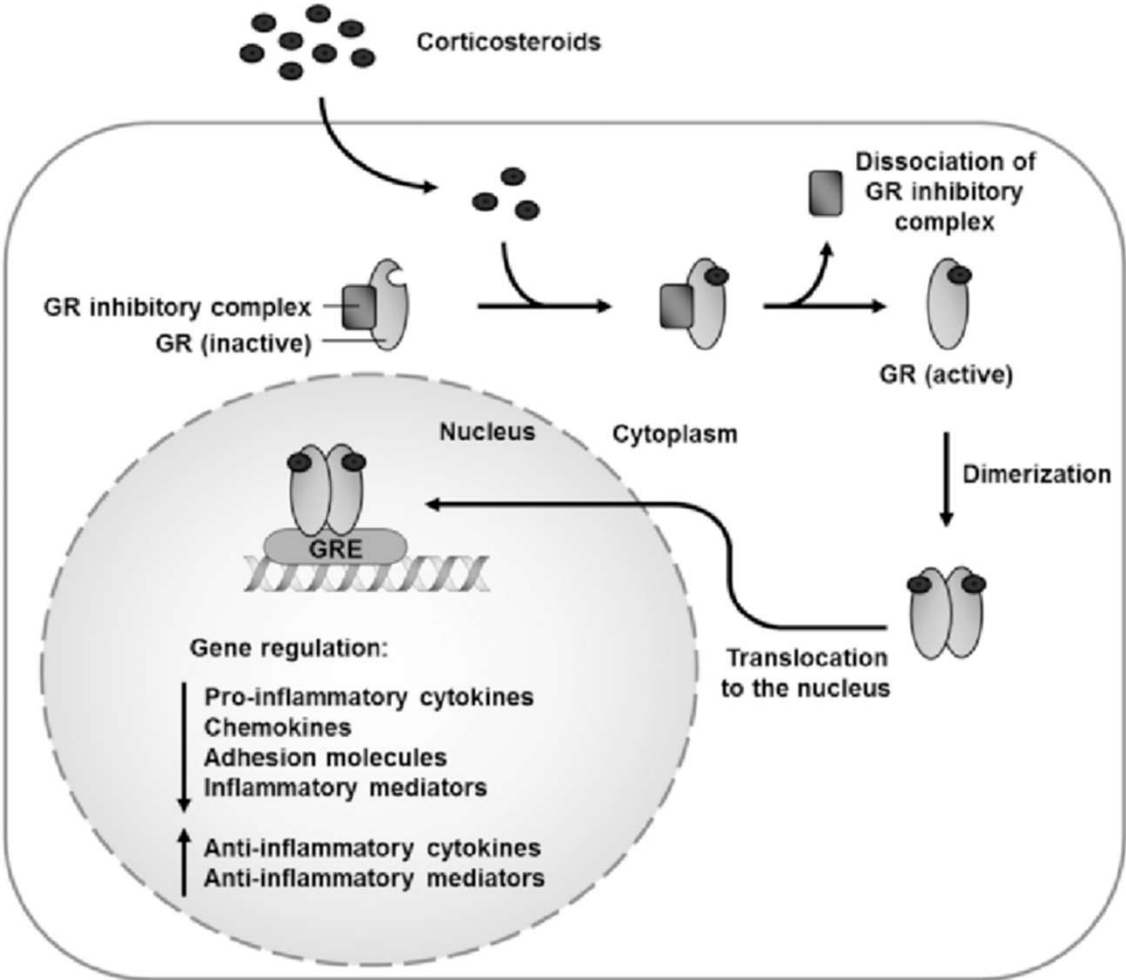 Corticosteroids
Dissociation of
GR inhibitory
complex
GR inhibitory complex
GR (inactive)
GR (active)
Nucleus
Cytoplasm
Dimerization
GRE
Translocation
to the nucleus
Gene regulation:
Pro-inflammatory cytokines
Chemokines
Adhesion molecules
Inflammatory mediators
Anti-inflammatory cytokines
Anti-inflammatory mediators